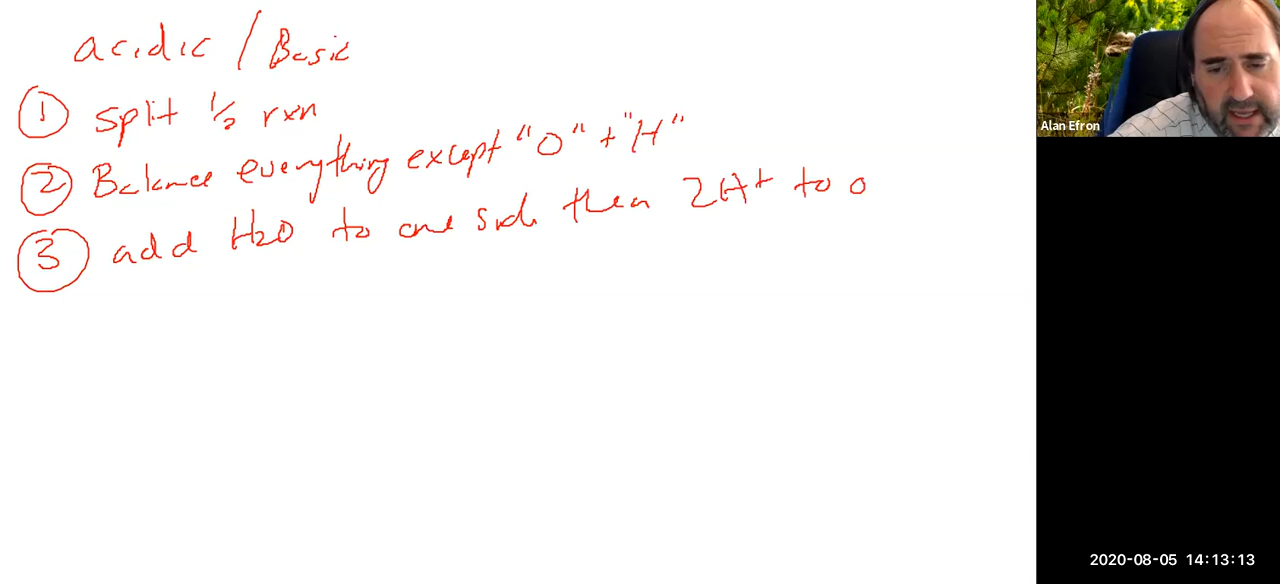 acidic / Basic
① split ½ rxn
② Balance everything except "O" + "H"
③ add H2O to one side then 2H+ to o
Alan Efron
2020-08-05 14:13:13